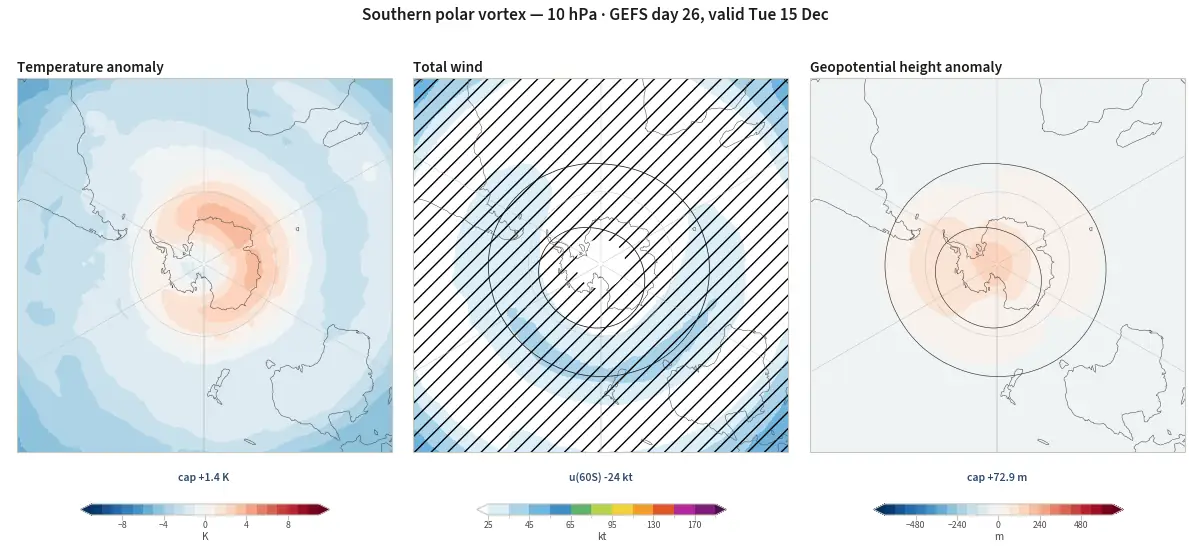 Southern polar vortex — 10 hPa · GEFS day 26, valid Tue 15 Dec
Temperature anomaly
Total wind
Geopotential height anomaly
cap +1.4 K
u(60S) -24 kt
cap +72.9 m
−8 −4 0 4 8
K
25 45 65 95 130 170
kt
−480 −240 0 240 480
m